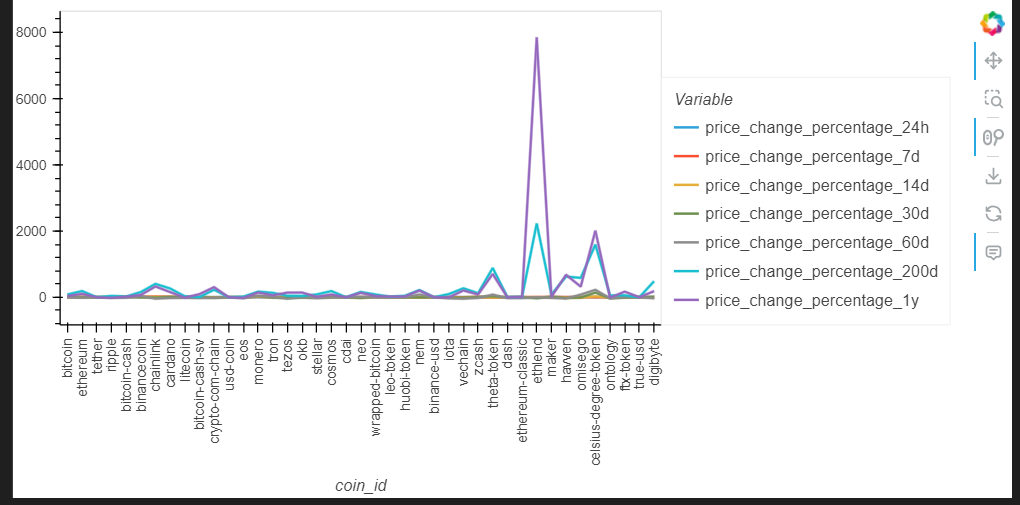 8000
6000
4000
2000
0
Variable
price_change_percentage_24h
price_change_percentage_7d
price_change_percentage_14d
price_change_percentage_30d
price_change_percentage_60d
price_change_percentage_200d
price_change_percentage_1y
bitcoin
ethereum
tether
ripple
bitcoin-cash
binancecoin
chainlink
cardano
litecoin
bitcoin-cash-sv
crypto-com-chain
usd-coin
eos
monero
tron
tezos
okb
stellar
cosmos
cdai
neo
wrapped-bitcoin
leo-token
huobi-token
nem
binance-usd
iota
vechain
zcash
theta-token
dash
ethereum-classic
ethlend
maker
havven
omisego
celsius-degree-token
ontology
ftx-token
true-usd
digibyte
coin_id